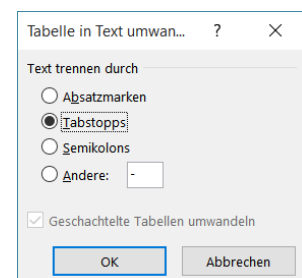 Tabelle in Text umwan... ? ×
Text trennen durch
Absatzmarken
Tabstopps
Semikolons
Andere: -
Geschachtelte Tabellen umwandeln
OK Abbrechen